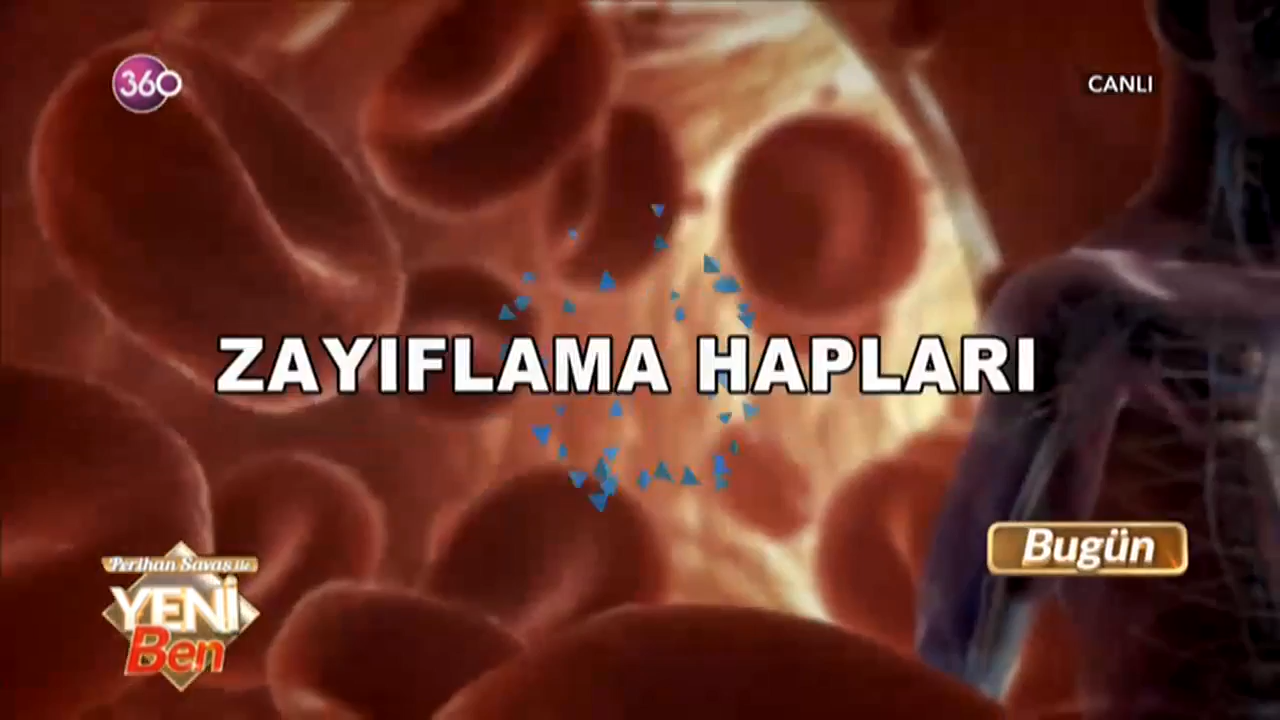 360
CANLI
ZAYIFLAMA HAPLARI
Bugün
Perihan Savaş ile
YENİ
Ben